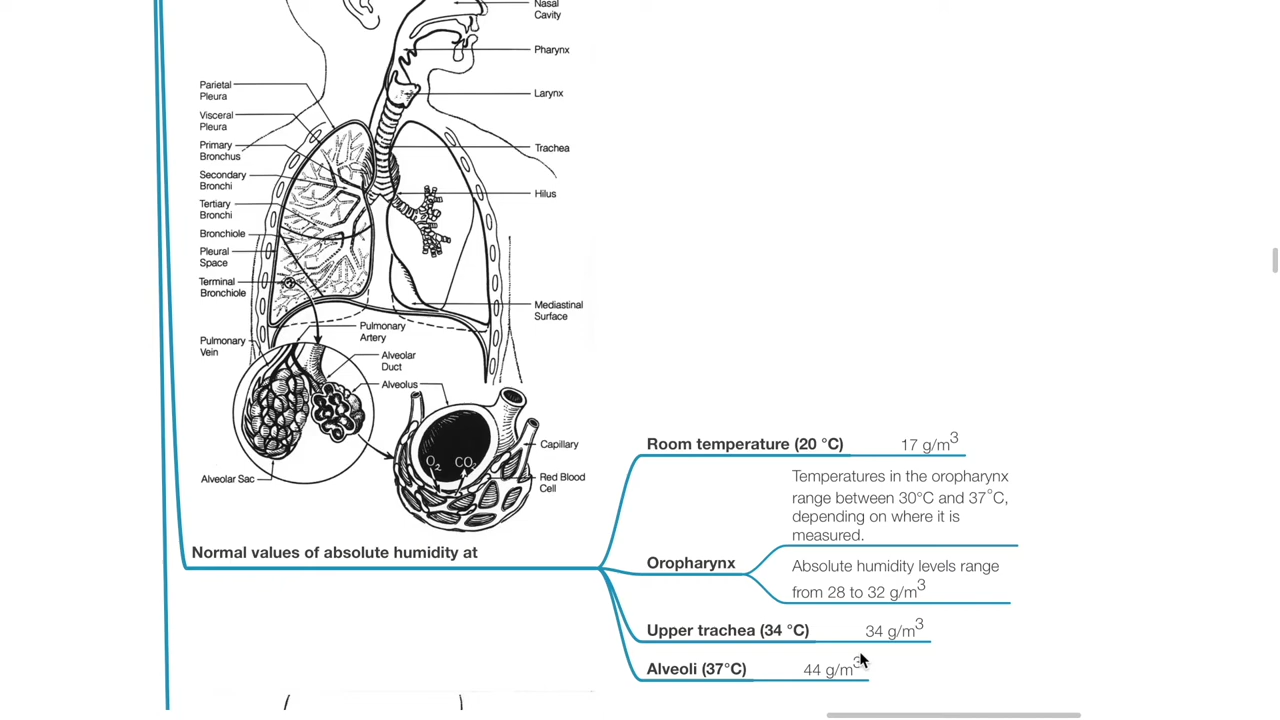 Nasal
Cavity
Pharynx
Parietal
Pleura
Larynx
Visceral
Pleura
Primary
Bronchus
Trachea
Secondary
Bronchi
Hilus
Tertiary
Bronchi
Bronchiole
Pleural
Space
Terminal
Bronchiole
Mediastinal
Surface
Pulmonary
Artery
Pulmonary
Vein
Alveolar
Duct
Alveolus
Capillary
O2 CO2
Alveolar Sac
Red Blood
Cell
Normal values of absolute humidity at
Room temperature (20 °C) 17 g/m3
Temperatures in the oropharynx
range between 30°C and 37°C,
depending on where it is
measured.
Oropharynx
Absolute humidity levels range
from 28 to 32 g/m3
Upper trachea (34 °C) 34 g/m3
Alveoli (37°C) 44 g/m3